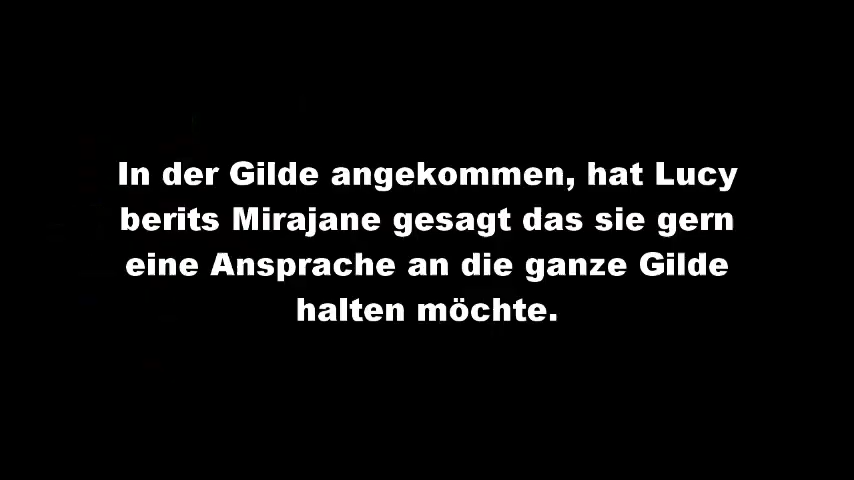 In der Gilde angekommen, hat Lucy
berits Mirajane gesagt das sie gern
eine Ansprache an die ganze Gilde
halten möchte.